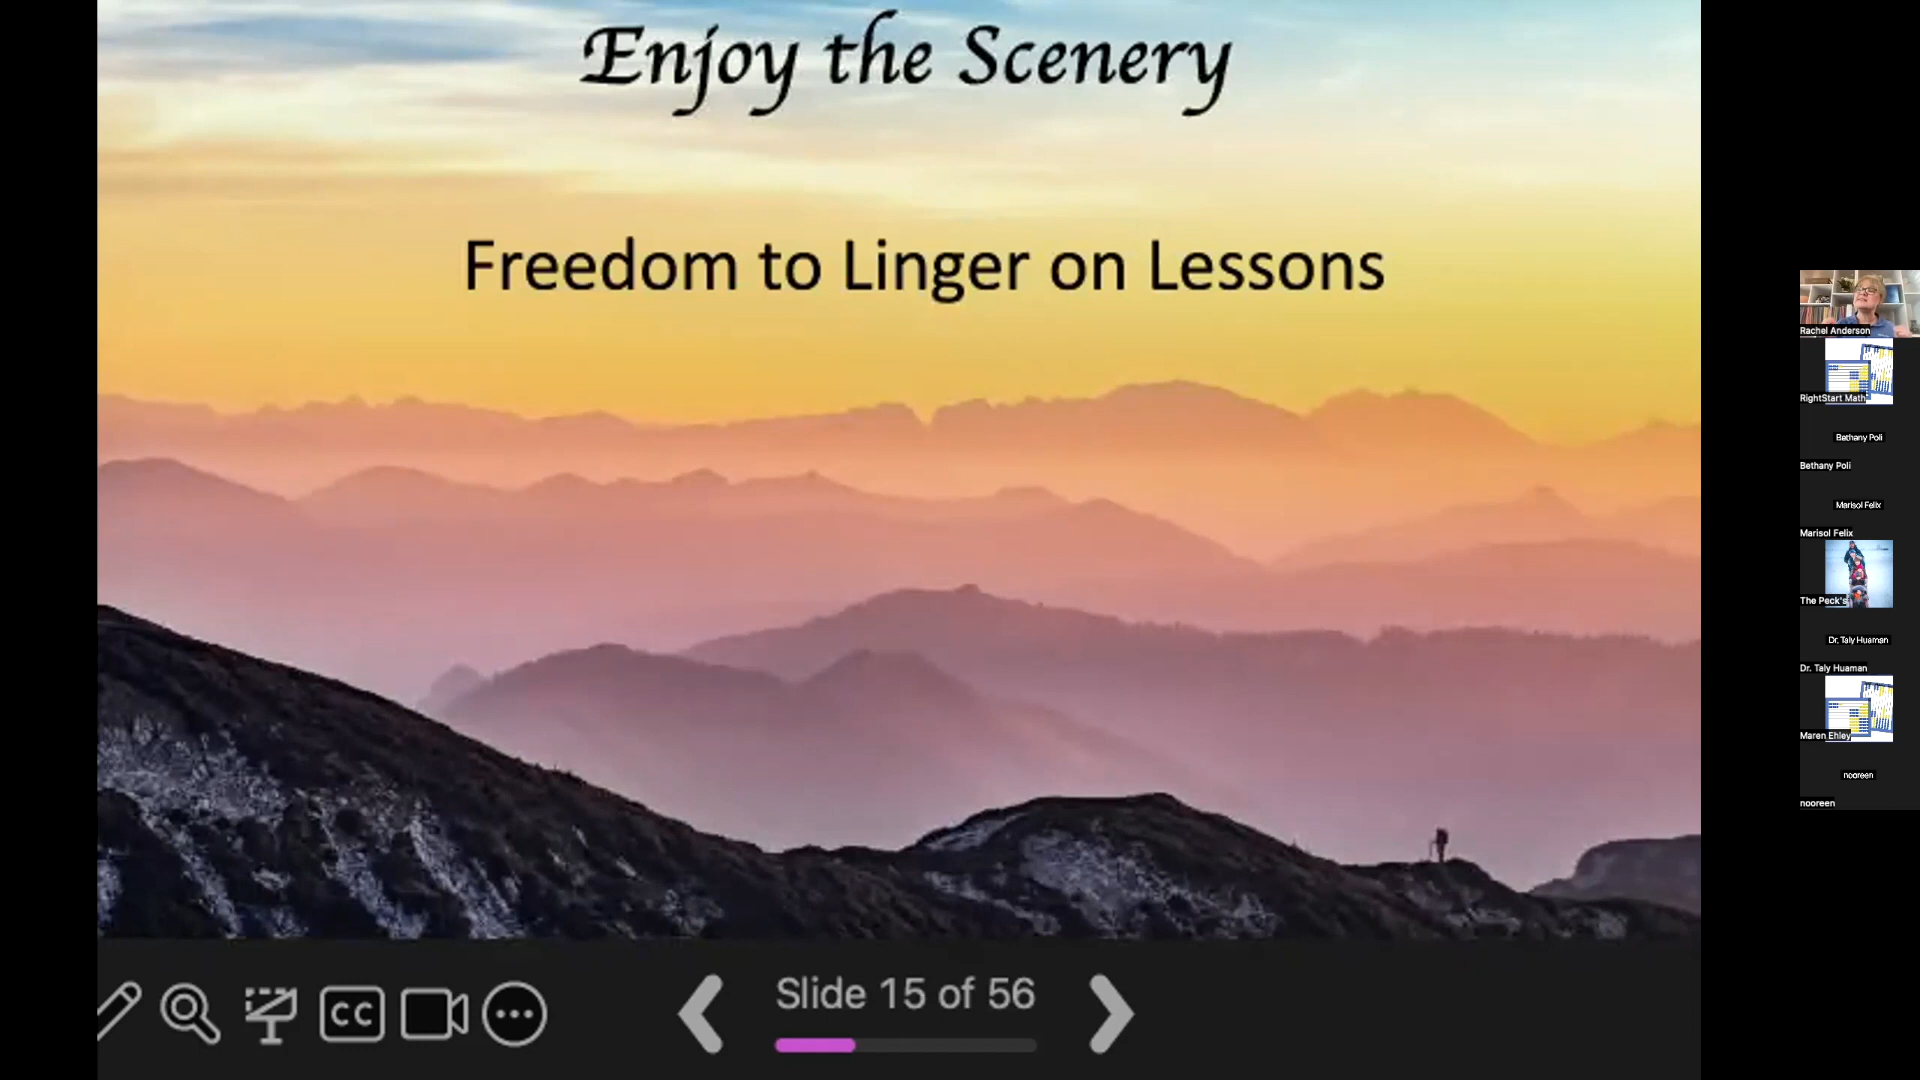 Enjoy the Scenery
Freedom to Linger on Lessons
CC
Slide 15 of 56
Rachel Anderson
RightStart Math
Bethany Poli
Bethany Poli
Marisol Felix
Marisol Felix
The Peck's
Dr. Taly Huaman
Dr. Taly Huaman
Maren Ehley
nooreen
nooreen